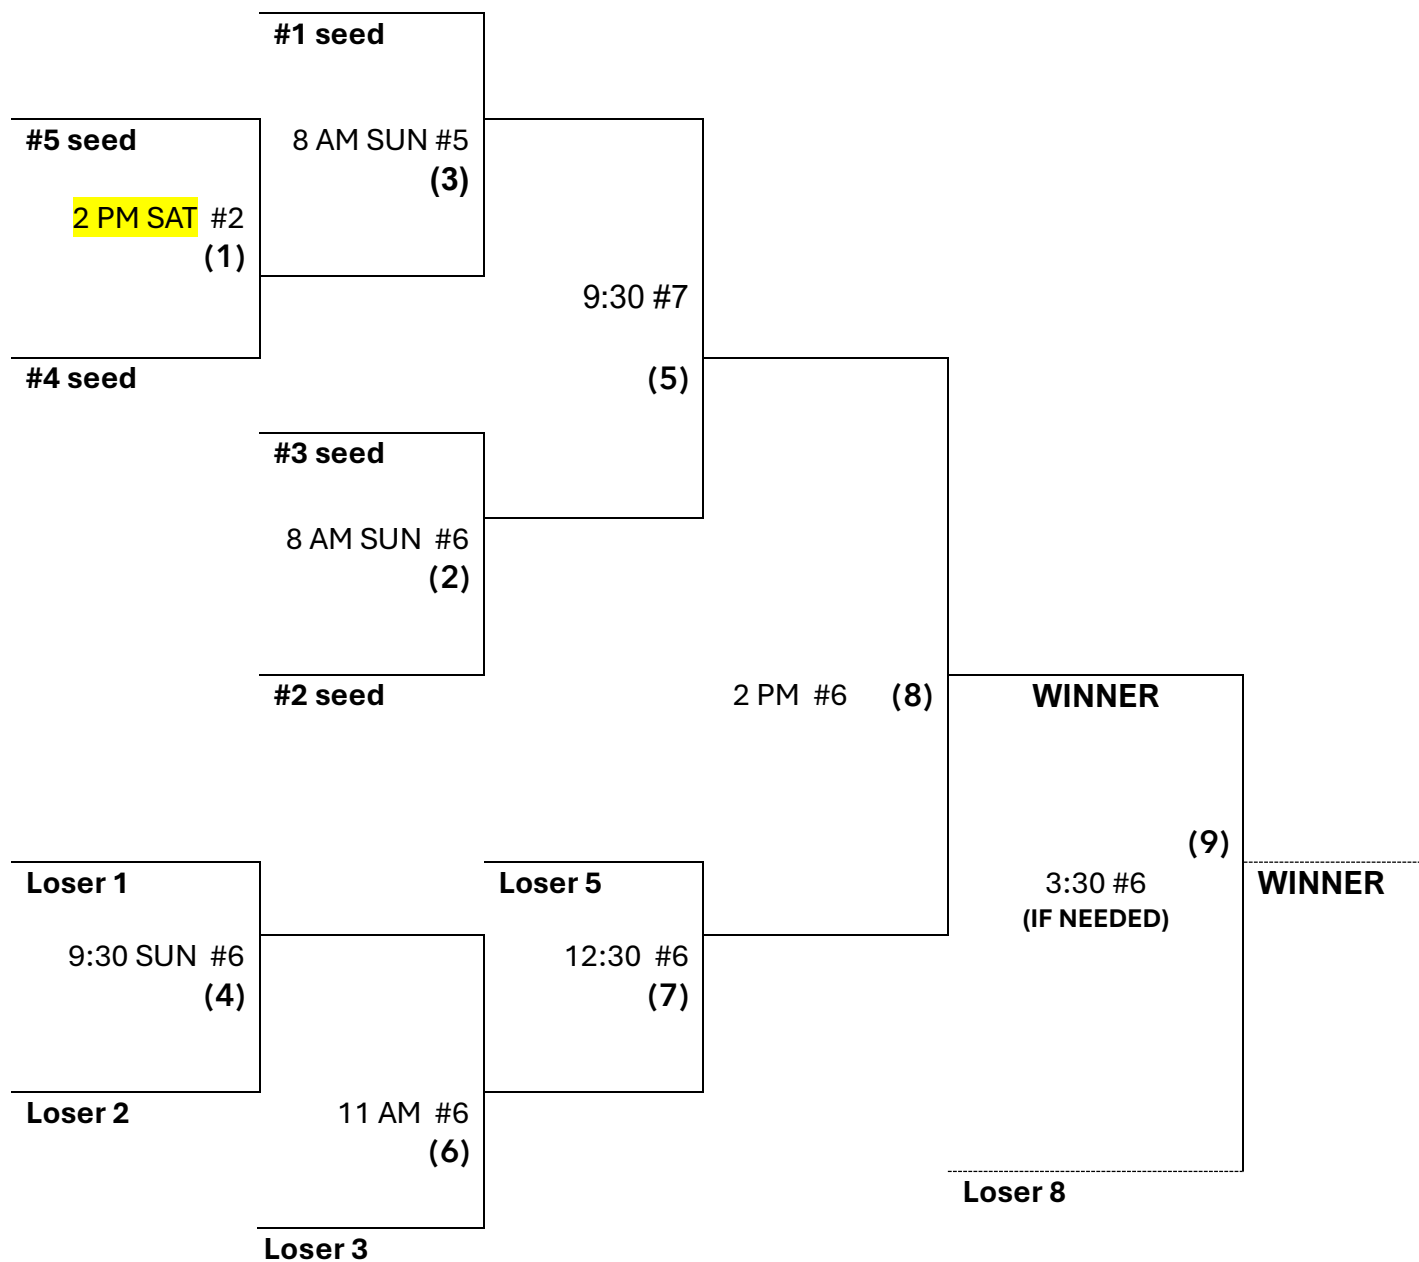 #1 seed
#5 seed
8 AM SUN #5
(3)
2 PM SAT #2
(1)
9:30 #7
#4 seed
(5)
#3 seed
8 AM SUN #6
(2)
#2 seed
2 PM #6 (8)
WINNER
(9)
Loser 1
Loser 5
3:30 #6
WINNER
(IF NEEDED)
9:30 SUN #6
(4)
12:30 #6
(7)
Loser 2
11 AM #6
(6)
Loser 8
Loser 3